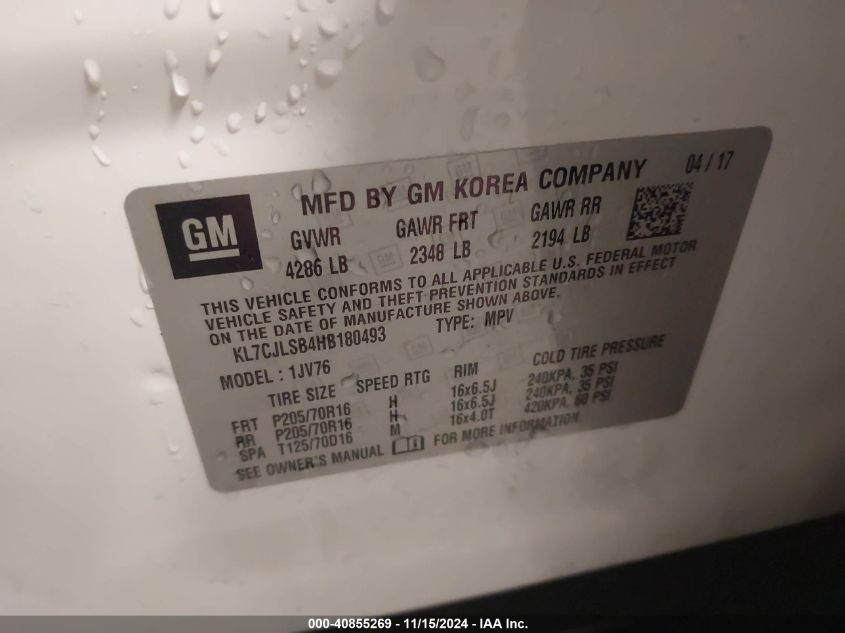 MFD BY GM KOREA COMPANY 04 / 17
GM
GVWR GAWR FRT GAWR RR
4286 LB 2348 LB 2194 LB
THIS VEHICLE CONFORMS TO ALL APPLICABLE U.S. FEDERAL MOTOR
VEHICLE SAFETY AND THEFT PREVENTION STANDARDS IN EFFECT
ON THE DATE OF MANUFACTURE SHOWN ABOVE.
KL7CJLSB4HB180493 TYPE: MPV
MODEL : 1JV76
TIRE SIZE SPEED RTG RIM COLD TIRE PRESSURE
FRT P205/70R16 H 16x6.5J 240KPA, 35 PSI
RR P205/70R16 H 16x6.5J 240KPA, 35 PSI
SPA T125/70D16 M 16x4.0T 420KPA, 60 PSI
SEE OWNER'S MANUAL FOR MORE INFORMATION.
000-40855269 - 11/15/2024 - IAA Inc.